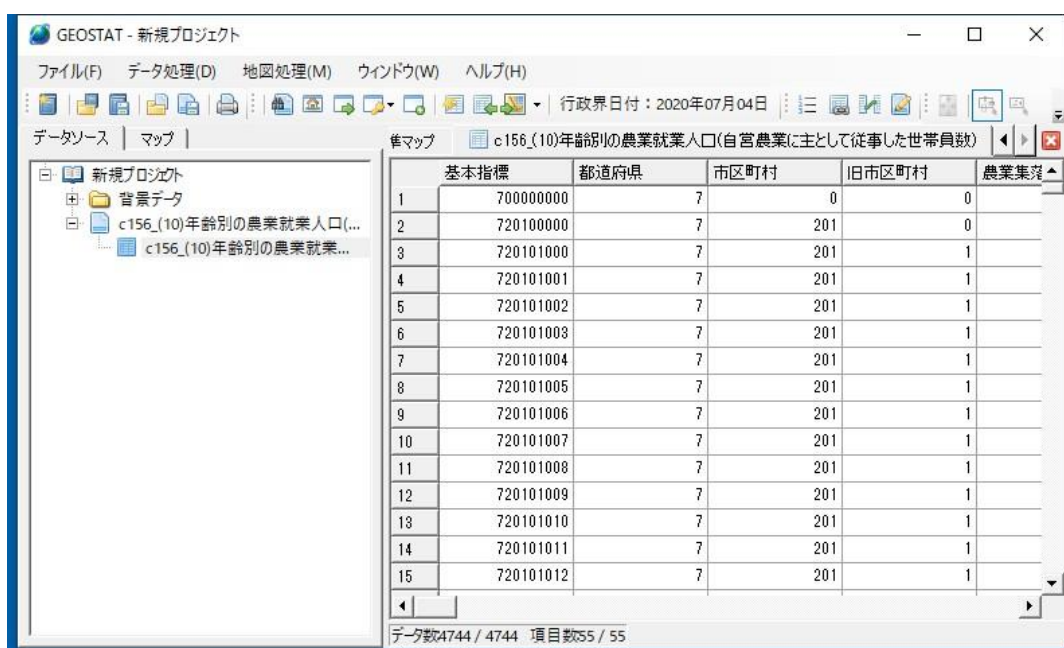 GEOSTAT - 新規プロジェクト
ファイル(F) データ処理(D) 地図処理(M) ウィンドウ(W) ヘルプ(H)
行政界日付：2020年07月04日
データソース マップ
新規プロジェクト
背景データ
c156_(10)年齢別の農業就業人口(...
c156_(10)年齢別の農業就業...
マップ c156_(10)年齢別の農業就業人口(自営農業に主として従事した世帯員数)
基本指標 都道府県 市区町村 旧市区町村 農業集落
1 700000000 7 0 0
2 720100000 7 201 0
3 720101000 7 201 1
4 720101001 7 201 1
5 720101002 7 201 1
6 720101003 7 201 1
7 720101004 7 201 1
8 720101005 7 201 1
9 720101006 7 201 1
10 720101007 7 201 1
11 720101008 7 201 1
12 720101009 7 201 1
13 720101010 7 201 1
14 720101011 7 201 1
15 720101012 7 201 1
データ数4744 / 4744 項目数55 / 55